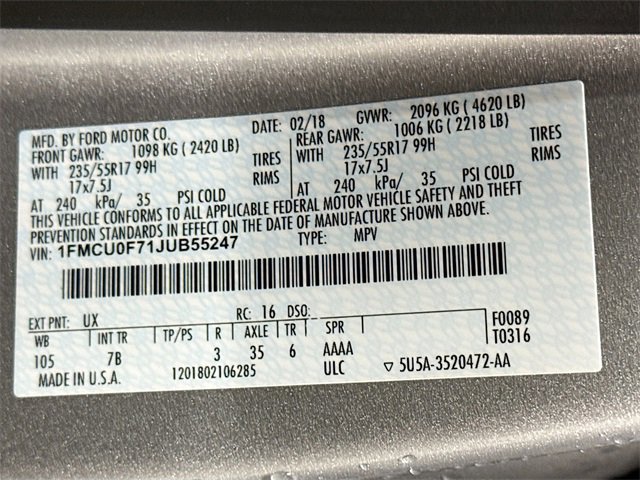 MFD. BY FORD MOTOR CO. DATE: 02/18 GVWR: 2096 KG ( 4620 LB)
FRONT GAWR: 1098 KG ( 2420 LB) REAR GAWR: 1006 KG ( 2218 LB)
WITH 235/55R17 99H TIRES WITH 235/55R17 99H TIRES
17x7.5J RIMS 17x7.5J RIMS
AT 240 kPa/ 35 PSI COLD AT 240 kPa/ 35 PSI COLD
THIS VEHICLE CONFORMS TO ALL APPLICABLE FEDERAL MOTOR VEHICLE SAFETY AND THEFT
PREVENTION STANDARDS IN EFFECT ON THE DATE OF MANUFACTURE SHOWN ABOVE.
VIN: 1FMCU0F71JUB55247 TYPE: MPV
EXT PNT: UX RC: 16 DSO:
WB INT TR TP/PS R AXLE TR SPR F0089
105 7B 3 35 6 AAAA T0316
MADE IN U.S.A. 1201802106285 ULC ▽ 5U5A-3520472-AA